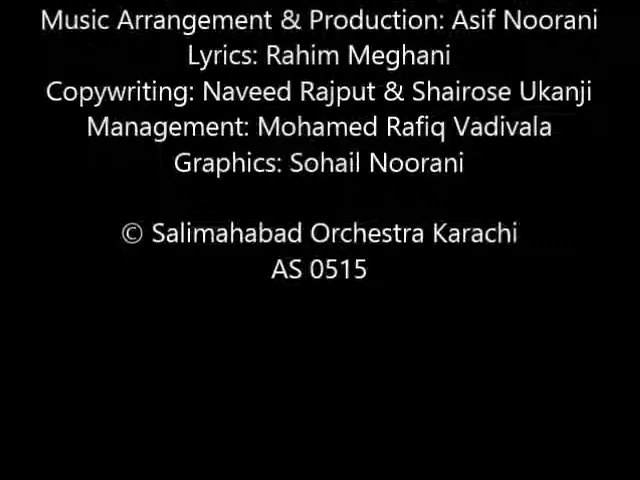 Music Arrangement & Production: Asif Noorani
Lyrics: Rahim Meghani
Copywriting: Naveed Rajput & Shairose Ukanji
Management: Mohamed Rafiq Vadivala
Graphics: Sohail Noorani
© Salimahabad Orchestra Karachi
AS 0515